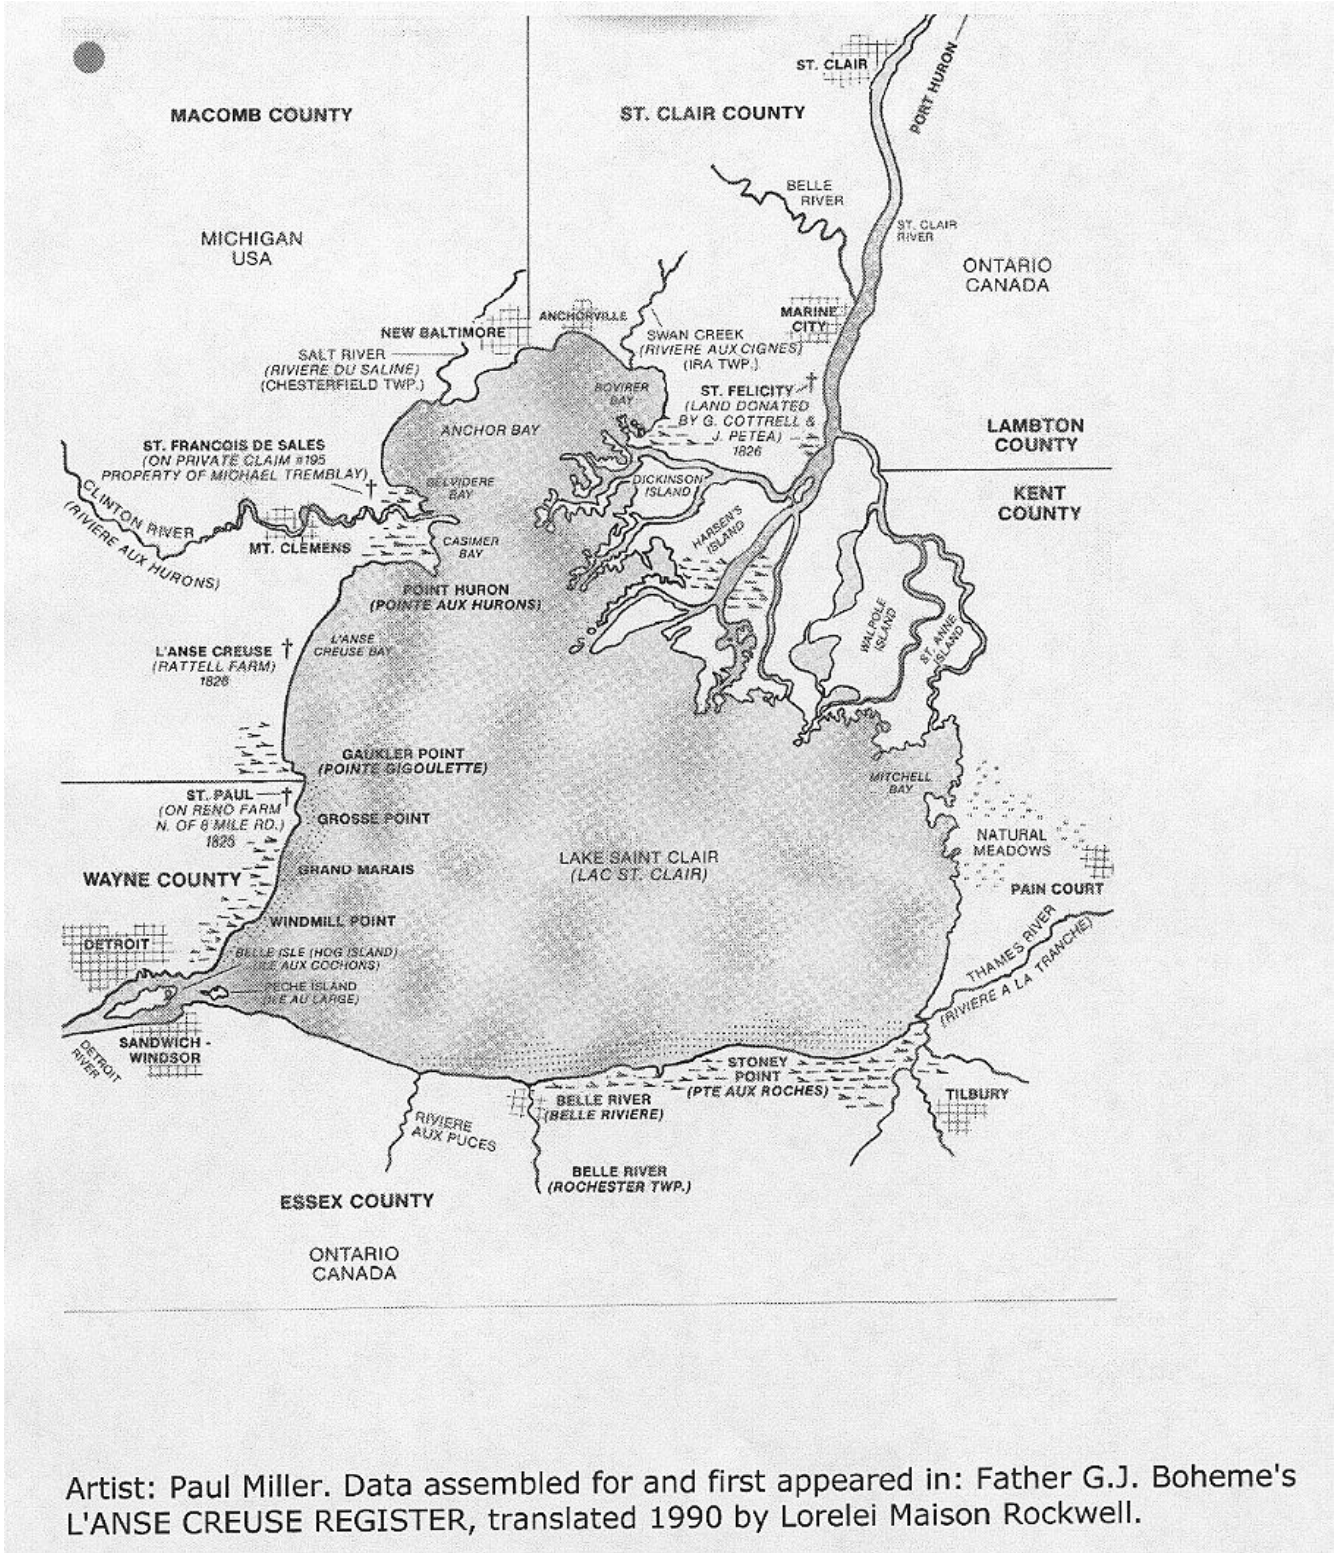 ST. CLAIR
PORT HURON
MACOMB COUNTY
ST. CLAIR COUNTY
BELLE
RIVER
ST. CLAIR
RIVER
MICHIGAN
USA
ONTARIO
CANADA
NEW BALTIMORE
ANCHORVILLE
MARINE
CITY
SWAN CREEK
(RIVIERE AUX CIGNES)
(IRA TWP.)
SALT RIVER
(RIVIERE DU SALINE)
(CHESTERFIELD TWP.)
BOVIRER
BAY
ST. FELICITY
(LAND DONATED
BY G. COTTRELL &
J. PETEA)
1826
ANCHOR BAY
LAMBTON
COUNTY
ST. FRANCOIS DE SALES
(ON PRIVATE CLAIM #195
PROPERTY OF MICHAEL TREMBLAY)
BELVIDERE
BAY
DICKINSON
ISLAND
KENT
COUNTY
CLINTON RIVER
(RIVIERE AUX HURONS)
MT. CLEMENS
CASIMER
BAY
HARSEN'S
ISLAND
POINT HURON
(POINTE AUX HURONS)
WALPOLE
ISLAND
ST. ANNE
ISLAND
L'ANSE CREUSE
(RATTELL FARM)
1826
L'ANSE
CREUSE BAY
GAUKLER POINT
(POINTE GIGOULETTE)
MITCHELL
BAY
ST. PAUL
(ON RENO FARM
N. OF 8 MILE RD.)
1825
GROSSE POINT
NATURAL
MEADOWS
LAKE SAINT CLAIR
(LAC ST. CLAIR)
GRAND MARAIS
WAYNE COUNTY
PAIN COURT
WINDMILL POINT
DETROIT
BELLE ISLE (HOG ISLAND)
(ILE AUX COCHONS)
THAMES RIVER
(RIVIERE A LA TRANCHE)
PECHE ISLAND
(ILE AU LARGE)
DETROIT
RIVER
SANDWICH -
WINDSOR
STONEY
POINT
(PTE AUX ROCHES)
TILBURY
BELLE RIVER
(BELLE RIVIERE)
RIVIERE
AUX PUCES
BELLE RIVER
(ROCHESTER TWP.)
ESSEX COUNTY
ONTARIO
CANADA
Artist: Paul Miller. Data assembled for and first appeared in: Father G.J. Boheme's
L'ANSE CREUSE REGISTER, translated 1990 by Lorelei Maison Rockwell.